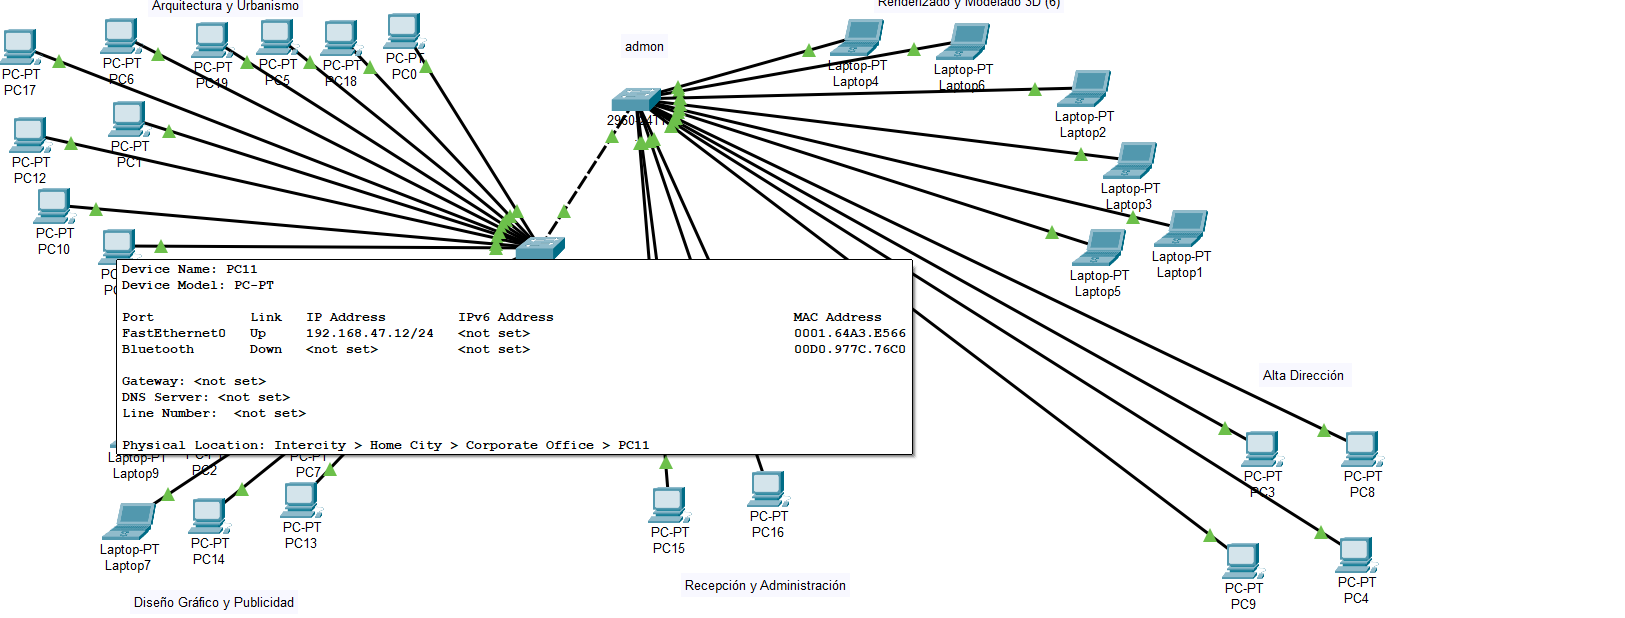 Arquitectura y Urbanismo
Renderizado y Modelado 3D (6)
admon
PC-PT
PC17
PC-PT
PC6
PC-PT
PC19
PC-PT
PC5
PC-PT
PC18
PC-PT
PC0
Laptop-PT
Laptop4
Laptop-PT
Laptop6
Laptop-PT
Laptop2
PC-PT
PC12
PC-PT
PC1
Laptop-PT
Laptop3
PC-PT
PC10
Laptop-PT
Laptop1
Laptop-PT
Laptop5
Device Name: PC11
Device Model: PC-PT
Port Link IP Address IPv6 Address MAC Address
FastEthernet0 Up 192.168.47.12/24 <not set> 0001.64A3.E566
Bluetooth Down <not set> <not set> 00D0.977C.76C0
Gateway: <not set>
DNS Server: <not set>
Line Number: <not set>
Physical Location: Intercity > Home City > Corporate Office > PC11
Alta Dirección
Laptop-PT
Laptop9
PC2
PC-PT
PC7
PC-PT
PC3
PC-PT
PC8
Laptop-PT
Laptop7
PC-PT
PC14
PC-PT
PC13
PC-PT
PC15
PC-PT
PC16
PC-PT
PC9
PC-PT
PC4
Recepción y Administración
Diseño Gráfico y Publicidad